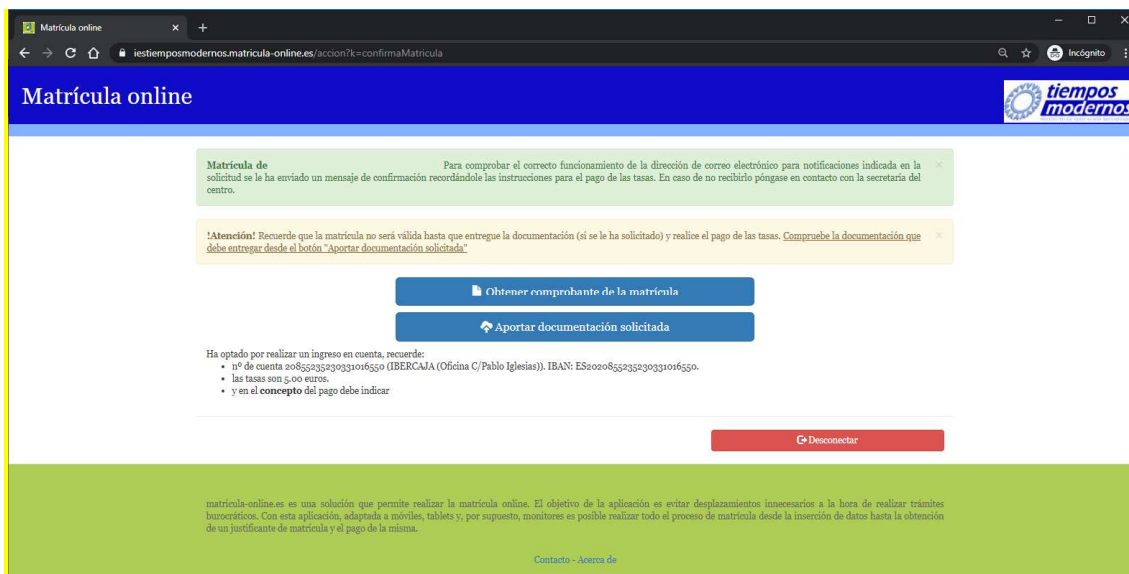 Matrícula online
iestiemposmodernos.matricula-online.es/accion?k=confirmaMatricula
Incógnito
Matrícula online
tiempos
modernos
Matrícula de Para comprobar el correcto funcionamiento de la dirección de correo electrónico para notificaciones indicada en la
solicitud se le ha enviado un mensaje de confirmación recordándole las instrucciones para el pago de las tasas. En caso de no recibirlo póngase en contacto con la secretaría del
centro.
!Atención! Recuerde que la matrícula no será válida hasta que entregue la documentación (si se le ha solicitado) y realice el pago de las tasas. Compruebe la documentación que
debe entregar desde el botón "Aportar documentación solicitada"
Obtener comprobante de la matrícula
Aportar documentación solicitada
Ha optado por realizar un ingreso en cuenta, recuerde:
• nº de cuenta 20855235230331016550 (IBERCAJA (Oficina C/Pablo Iglesias)). IBAN: ES2020855235230331016550.
• las tasas son 5.00 euros.
• y en el concepto del pago debe indicar
Desconectar
matricula-online.es es una solución que permite realizar la matrícula online. El objetivo de la aplicación es evitar desplazamientos innecesarios a la hora de realizar trámites
burocráticos. Con esta aplicación, adaptada a móviles, tablets y, por supuesto, monitores es posible realizar todo el proceso de matrícula desde la inserción de datos hasta la obtención
de un justificante de matrícula y el pago de la misma.
Contacto - Acerca de